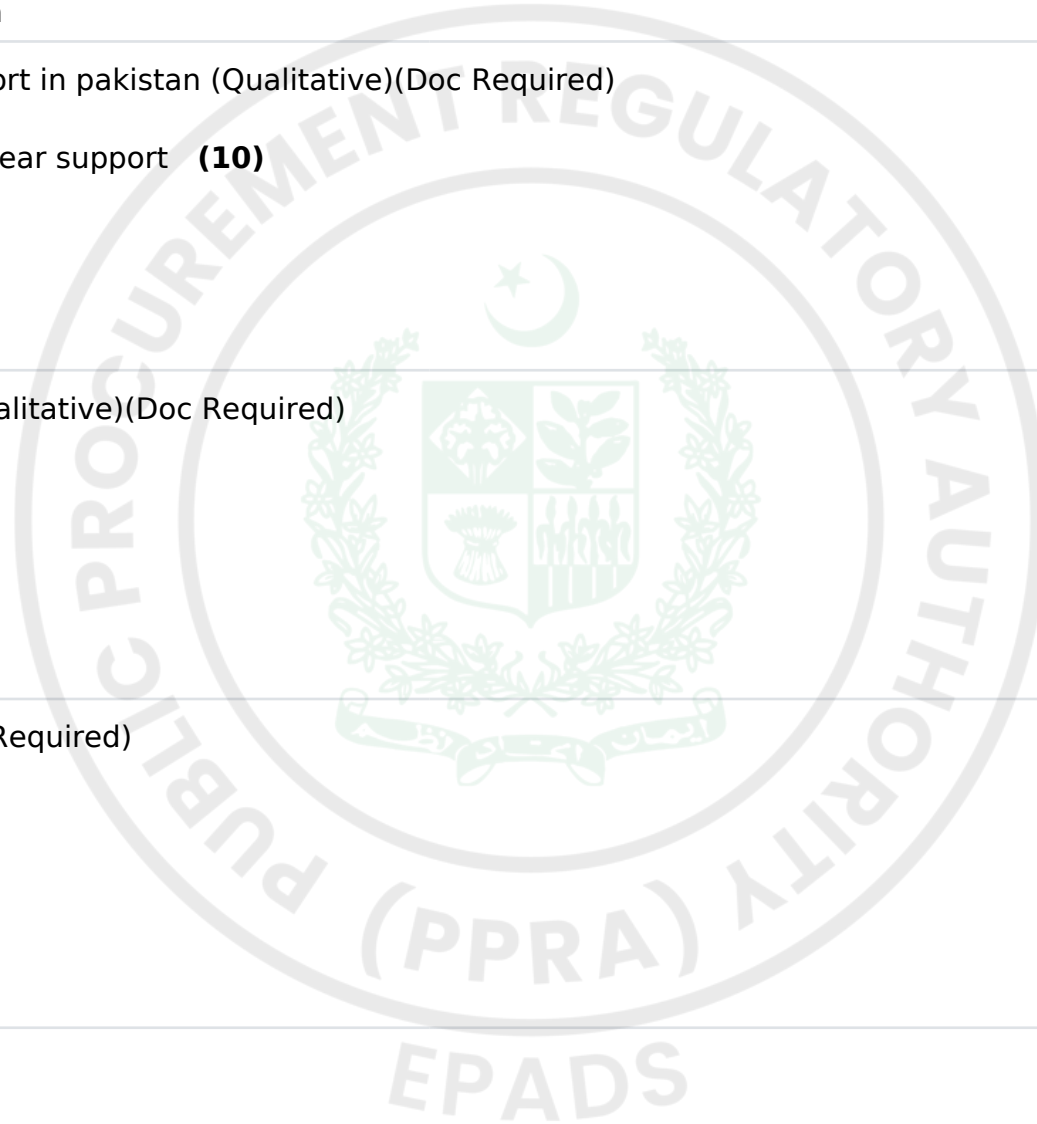 ort in pakistan (Qualitative)(Doc Required)
ear support (10)
alitative)(Doc Required)
Required)
PUBLIC PROCUREMENT REGULATORY AUTHORITY
(PPRA)
EPADS